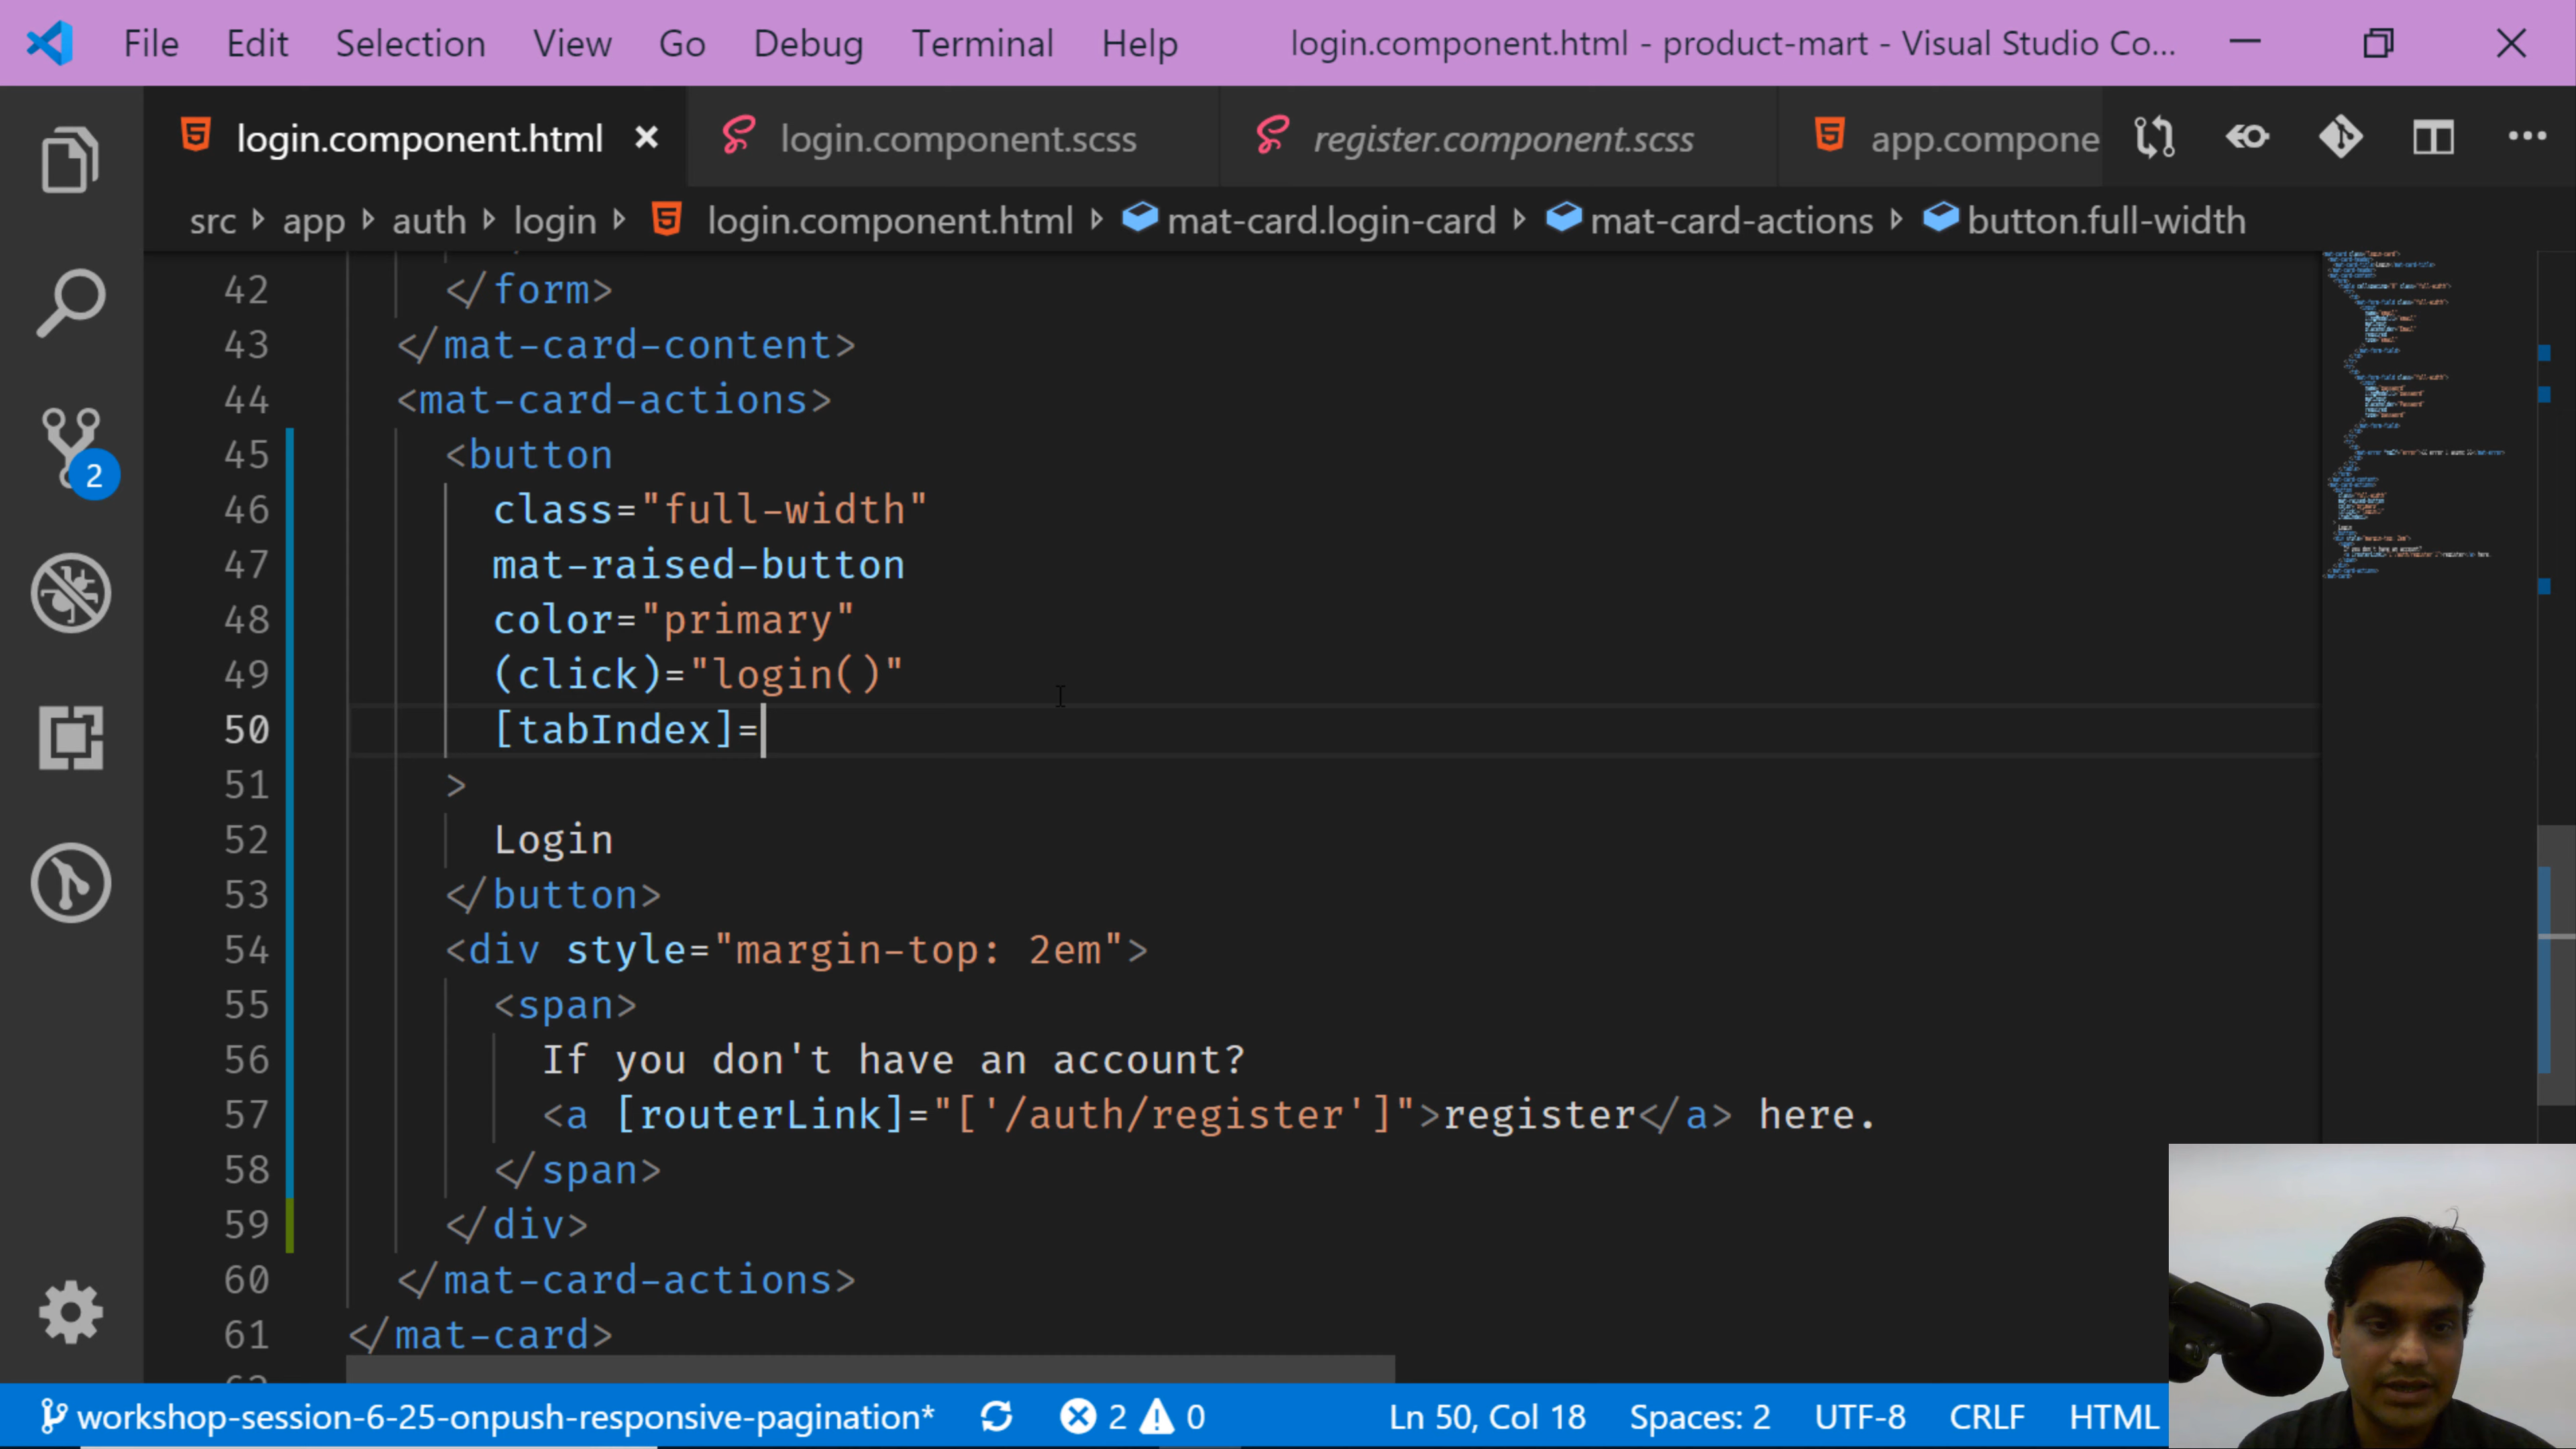 File Edit Selection View Go Debug Terminal Help login.component.html - product-mart - Visual Studio Co...
login.component.html login.component.scss register.component.scss app.compone
src app auth login login.component.html mat-card.login-card mat-card-actions button.full-width
42 </form>
43 </mat-card-content>
44 <mat-card-actions>
45 <button
46 class="full-width"
47 mat-raised-button
48 color="primary"
49 (click)="login()"
50 [tabIndex]=
51 >
52 Login
53 </button>
54 <div style="margin-top: 2em">
55 <span>
56 If you don't have an account?
57 <a [routerLink]="['/auth/register']">register</a> here.
58 </span>
59 </div>
60 </mat-card-actions>
61 </mat-card>
2
workshop-session-6-25-onpush-responsive-pagination* 2 0 Ln 50, Col 18 Spaces: 2 UTF-8 CRLF HTML